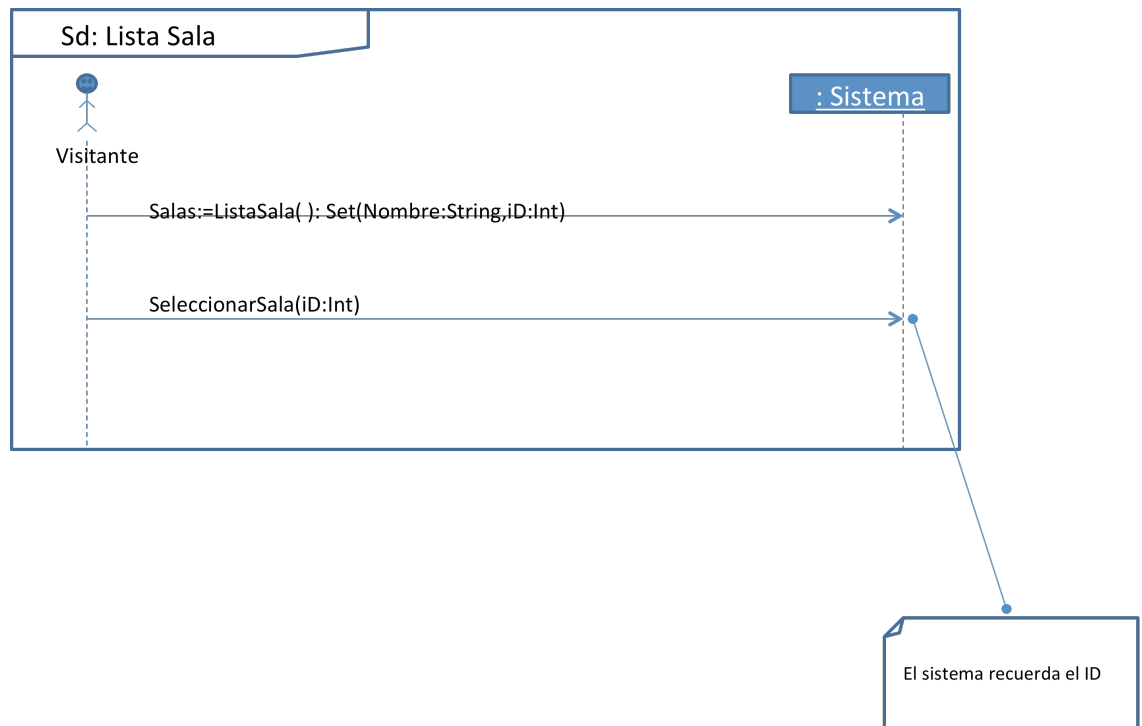 Sd: Lista Sala
: Sistema
Visitante
Salas:=ListaSala( ): Set(Nombre:String,iD:Int)
SeleccionarSala(iD:Int)
El sistema recuerda el ID